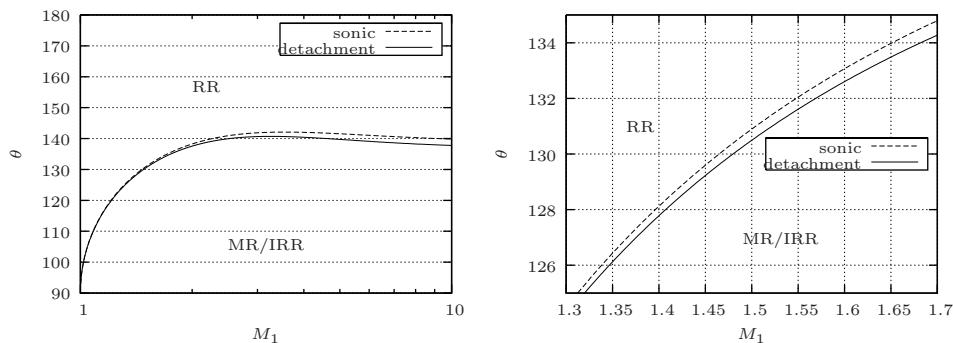 180
170
160
150
140
130
120
110
100
90
θ
sonic
detachment
RR
MR/IRR
1
10
M1
134
132
130
128
126
θ
RR
sonic
detachment
MR/IRR
1.3 1.35 1.4 1.45 1.5 1.55 1.6 1.65 1.7
M1